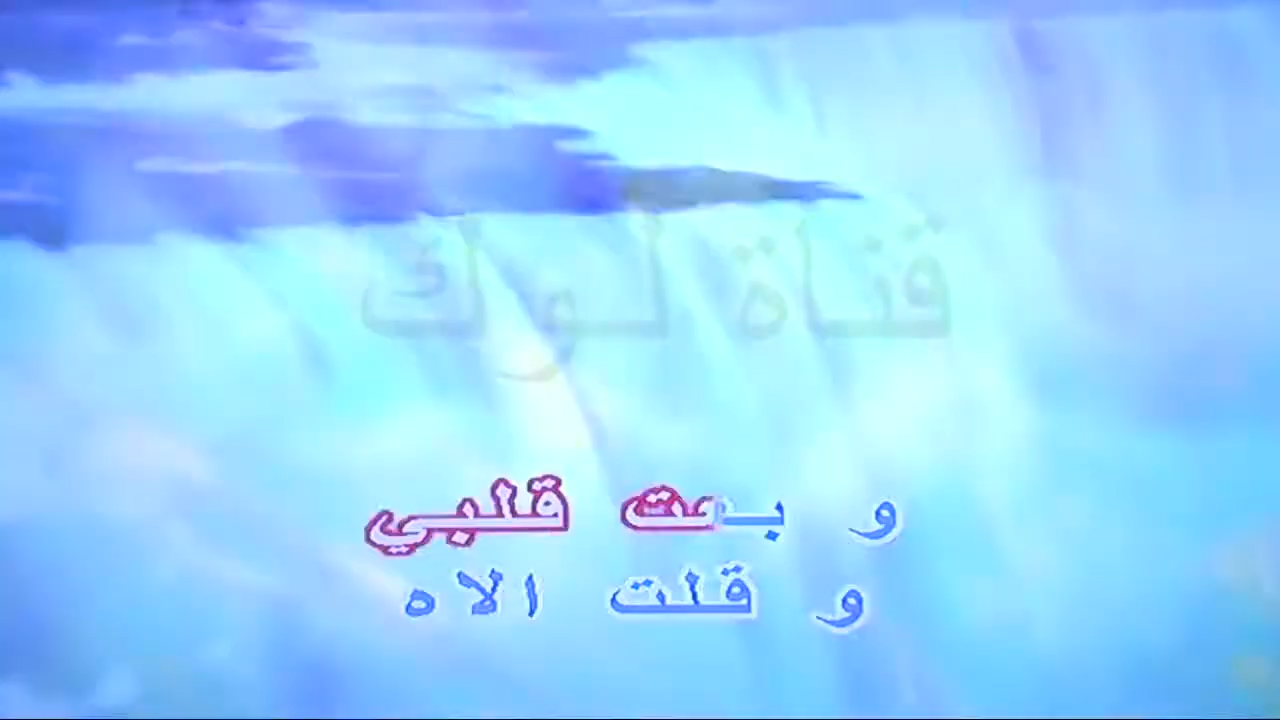 قناة لولك
و بعت قلبي
و قلت الاه